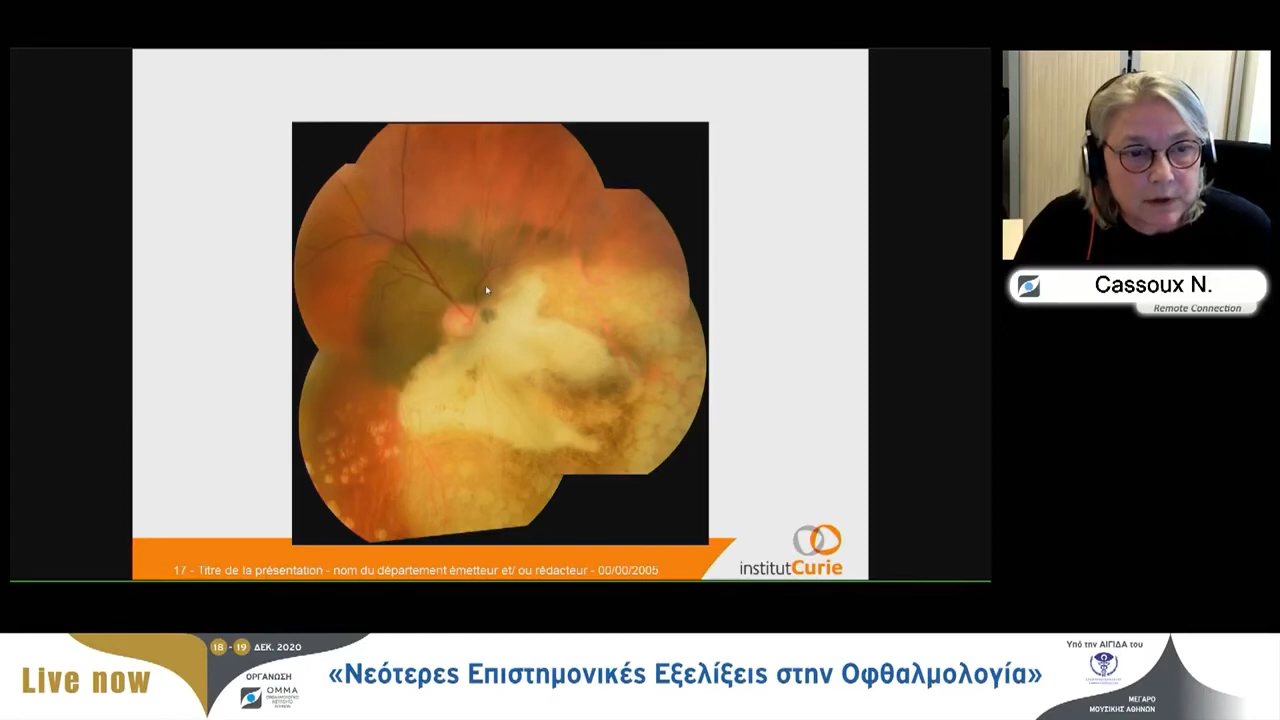 Cassoux N.
Remote Connection
17 - Titre de la présentation - nom du département émetteur et/ ou rédacteur - 00/00/2005
institutCurie
Live now
18 - 19 ΔΕΚ. 2020
ΟΡΓΑΝΩΣΗ
ΟΜΜΑ
«Νεότερες Επιστημονικές Εξελίξεις στην Οφθαλμολογία»
Υπό την ΑΙΓΙΔΑ του
ΜΕΓΑΡΟ
ΜΟΥΣΙΚΗΣ ΑΘΗΝΩΝ